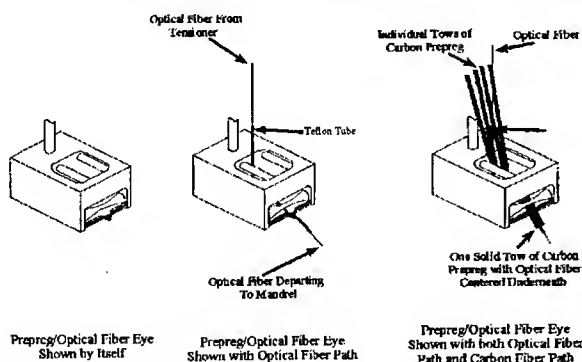 Optical Fiber From
Tensioner
Teflon Tube
Optical Fiber Departing
To Mandrel
Individual Tows of
Carbon Prepreg
Optical Fiber
One Solid Tow of Carbon
Prepreg with Optical Fiber
Centered Underneath
Prepreg/Optical Fiber Eye
Shown by Itself
Prepreg/Optical Fiber Eye
Shown with Optical Fiber Path
Prepreg/Optical Fiber Eye
Shown with both Optical Fiber
Path and Carbon Fiber Path